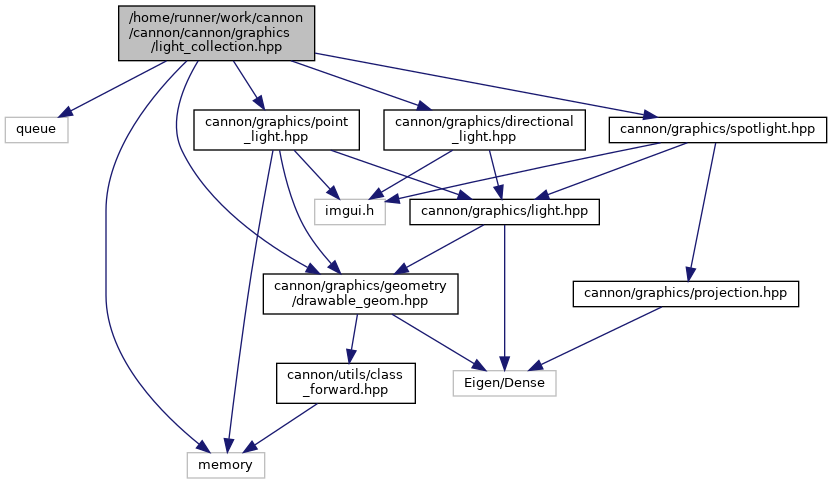 /home/runner/work/cannon
/cannon/cannon/graphics
/light_collection.hpp
queue
cannon/graphics/point
_light.hpp
cannon/graphics/directional
_light.hpp
cannon/graphics/spotlight.hpp
imgui.h
cannon/graphics/light.hpp
cannon/graphics/geometry
/drawable_geom.hpp
cannon/graphics/projection.hpp
cannon/utils/class
_forward.hpp
Eigen/Dense
memory